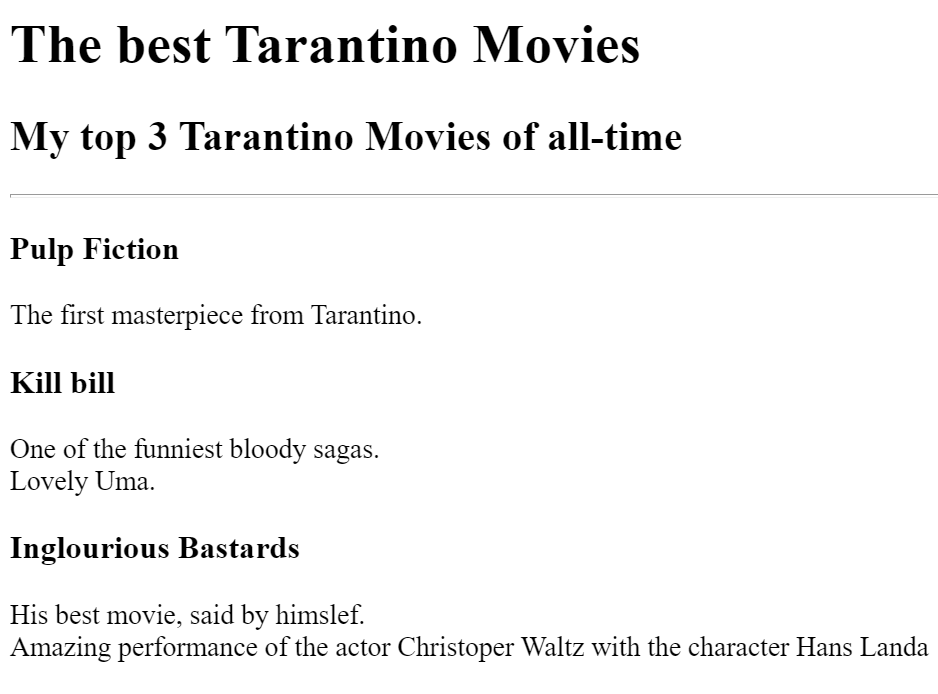 The best Tarantino Movies
My top 3 Tarantino Movies of all-time
Pulp Fiction
The first masterpiece from Tarantino.
Kill bill
One of the funniest bloody sagas.
Lovely Uma.
Inglourious Bastards
His best movie, said by himslef.
Amazing performance of the actor Christoper Waltz with the character Hans Landa